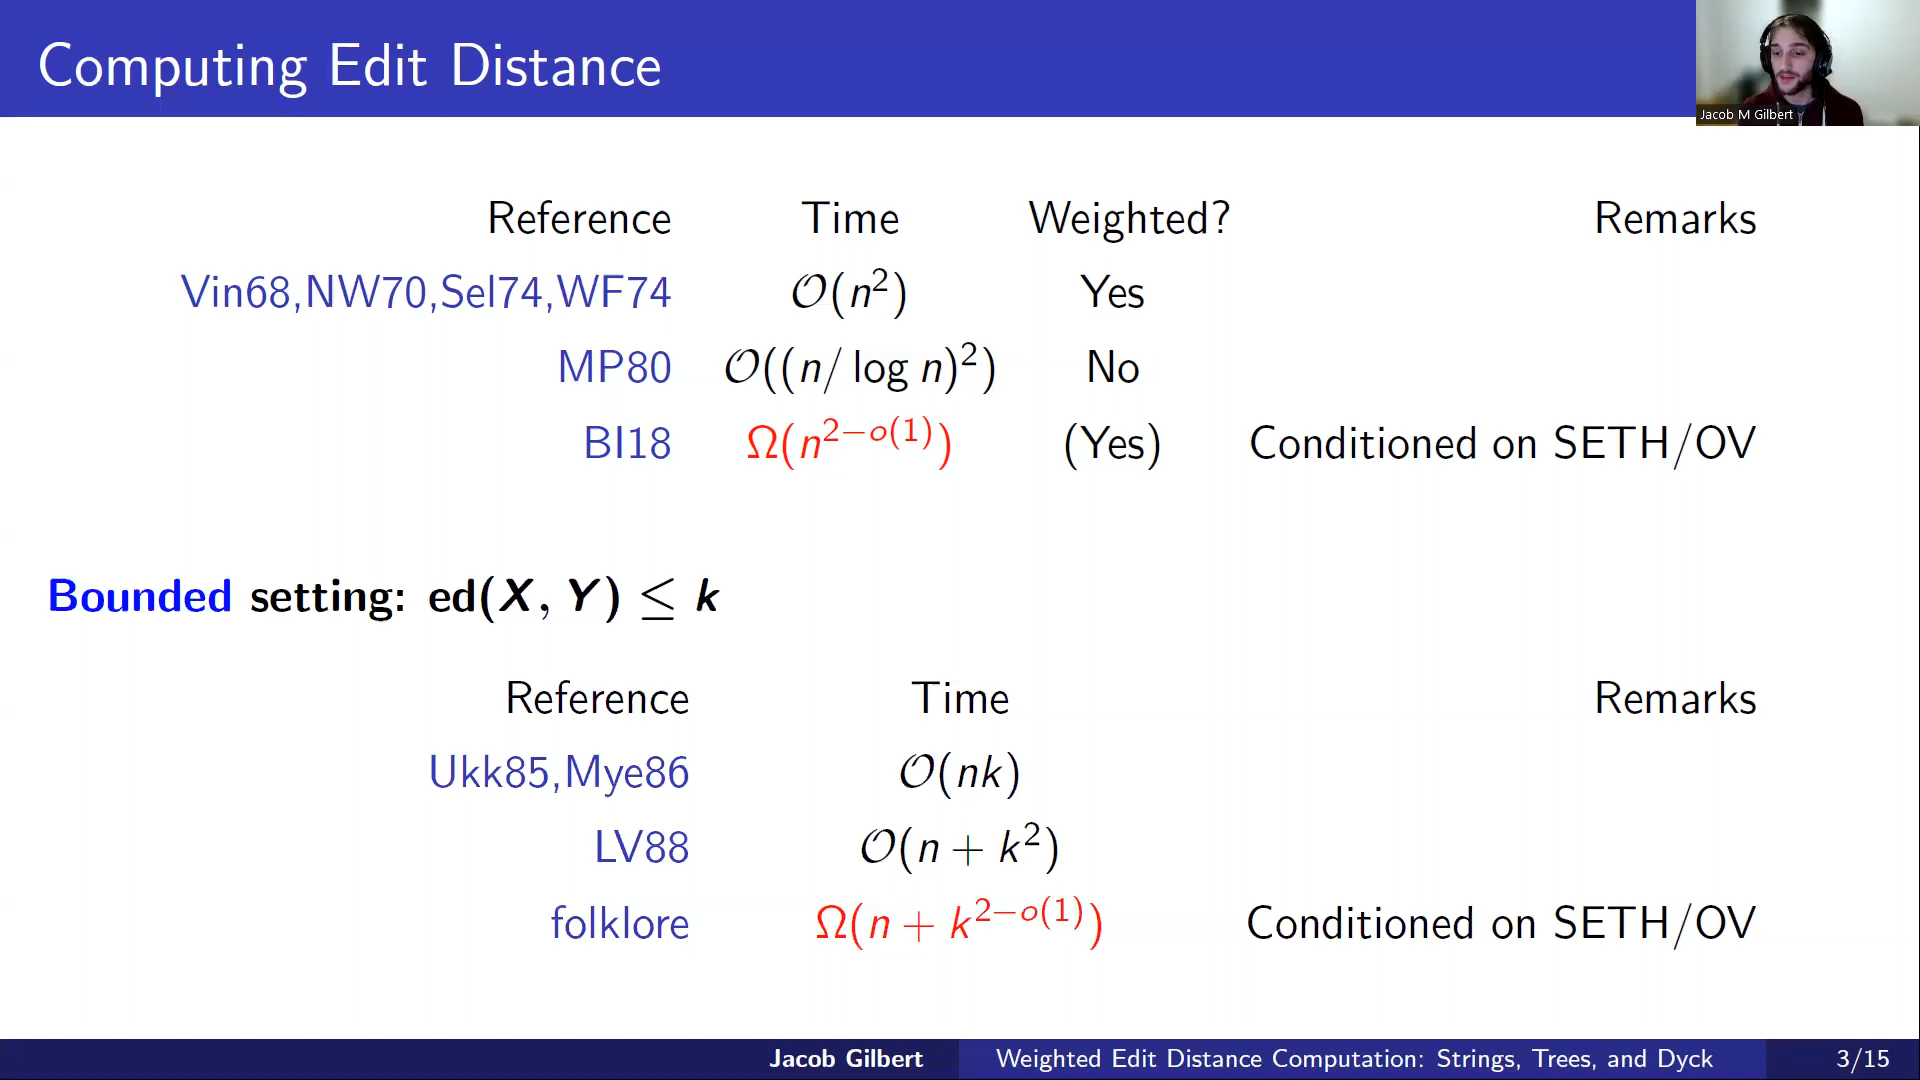 Computing Edit Distance
Jacob M Gilbert
Reference Time Weighted? Remarks
Vin68,NW70,Sel74,WF74 O(n²) Yes
MP80 O((n/ log n)²) No
BI18 Ω(n²⁻ᵒ⁽¹⁾) (Yes) Conditioned on SETH/OV
Bounded setting: ed(X, Y) ≤ k
Reference Time Remarks
Ukk85,Mye86 O(nk)
LV88 O(n + k²)
folklore Ω(n + k²⁻ᵒ⁽¹⁾) Conditioned on SETH/OV
Jacob Gilbert Weighted Edit Distance Computation: Strings, Trees, and Dyck 3/15